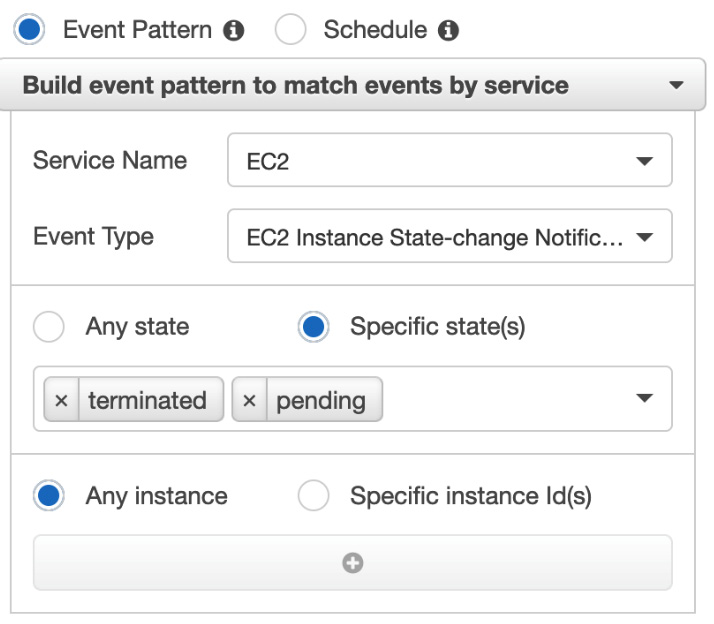 Event Pattern Schedule
Build event pattern to match events by service
Service Name EC2
Event Type EC2 Instance State-change Notific...
Any state Specific state(s)
× terminated × pending
Any instance Specific instance Id(s)